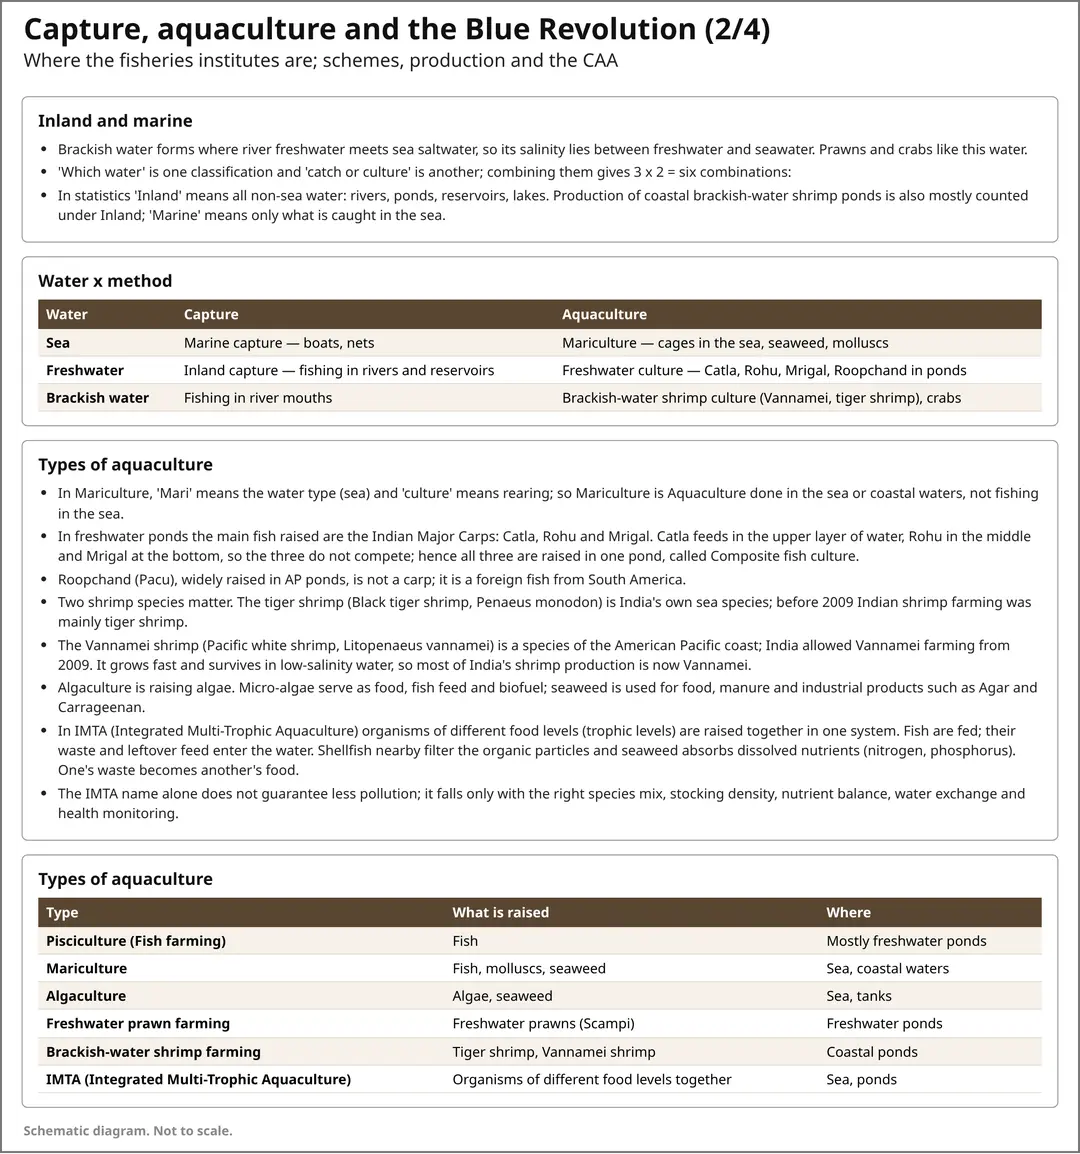 Capture, aquaculture and the Blue Revolution (2/4)
Where the fisheries institutes are; schemes, production and the CAA
Inland and marine
• Brackish water forms where river freshwater meets sea saltwater, so its salinity lies between freshwater and seawater. Prawns and crabs like this water.
• 'Which water' is one classification and 'catch or culture' is another; combining them gives 3 x 2 = six combinations:
• In statistics 'Inland' means all non-sea water: rivers, ponds, reservoirs, lakes. Production of coastal brackish-water shrimp ponds is also mostly counted
under Inland; 'Marine' means only what is caught in the sea.
Water x method
Water Capture Aquaculture
Sea Marine capture — boats, nets Mariculture — cages in the sea, seaweed, molluscs
Freshwater Inland capture — fishing in rivers and reservoirs Freshwater culture — Catla, Rohu, Mrigal, Roopchand in ponds
Brackish water Fishing in river mouths Brackish-water shrimp culture (Vannamei, tiger shrimp), crabs
Types of aquaculture
• In Mariculture, 'Mari' means the water type (sea) and 'culture' means rearing; so Mariculture is Aquaculture done in the sea or coastal waters, not fishing
in the sea.
• In freshwater ponds the main fish raised are the Indian Major Carps: Catla, Rohu and Mrigal. Catla feeds in the upper layer of water, Rohu in the middle
and Mrigal at the bottom, so the three do not compete; hence all three are raised in one pond, called Composite fish culture.
• Roopchand (Pacu), widely raised in AP ponds, is not a carp; it is a foreign fish from South America.
• Two shrimp species matter. The tiger shrimp (Black tiger shrimp, Penaeus monodon) is India's own sea species; before 2009 Indian shrimp farming was
mainly tiger shrimp.
• The Vannamei shrimp (Pacific white shrimp, Litopenaeus vannamei) is a species of the American Pacific coast; India allowed Vannamei farming from
2009. It grows fast and survives in low-salinity water, so most of India's shrimp production is now Vannamei.
• Algaculture is raising algae. Micro-algae serve as food, fish feed and biofuel; seaweed is used for food, manure and industrial products such as Agar and
Carrageenan.
• In IMTA (Integrated Multi-Trophic Aquaculture) organisms of different food levels (trophic levels) are raised together in one system. Fish are fed; their
waste and leftover feed enter the water. Shellfish nearby filter the organic particles and seaweed absorbs dissolved nutrients (nitrogen, phosphorus).
One's waste becomes another's food.
• The IMTA name alone does not guarantee less pollution; it falls only with the right species mix, stocking density, nutrient balance, water exchange and
health monitoring.
Types of aquaculture
Type What is raised Where
Pisciculture (Fish farming) Fish Mostly freshwater ponds
Mariculture Fish, molluscs, seaweed Sea, coastal waters
Algaculture Algae, seaweed Sea, tanks
Freshwater prawn farming Freshwater prawns (Scampi) Freshwater ponds
Brackish-water shrimp farming Tiger shrimp, Vannamei shrimp Coastal ponds
IMTA (Integrated Multi-Trophic Aquaculture) Organisms of different food levels together Sea, ponds
Schematic diagram. Not to scale.